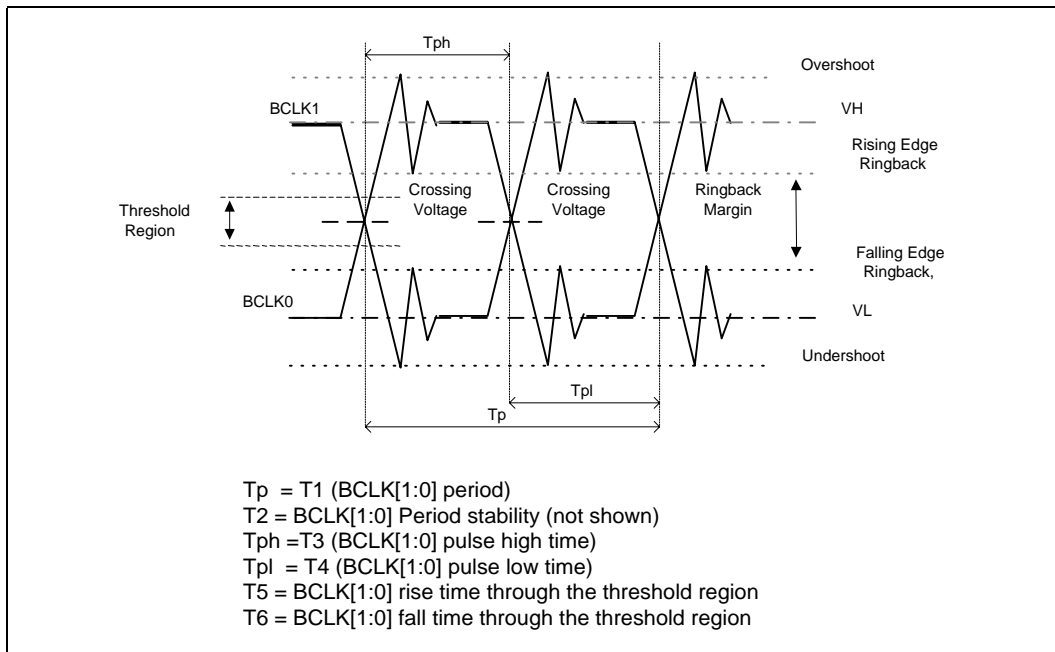 Tph
Overshoot
BCLK1
VH
Rising Edge
Ringback
Crossing
Voltage
Crossing
Voltage
Ringback
Margin
Threshold
Region
Falling Edge
Ringback,
BCLK0
VL
Undershoot
Tpl
Tp
Tp = T1 (BCLK[1:0] period)
T2 = BCLK[1:0] Period stability (not shown)
Tph =T3 (BCLK[1:0] pulse high time)
Tpl = T4 (BCLK[1:0] pulse low time)
T5 = BCLK[1:0] rise time through the threshold region
T6 = BCLK[1:0] fall time through the threshold region